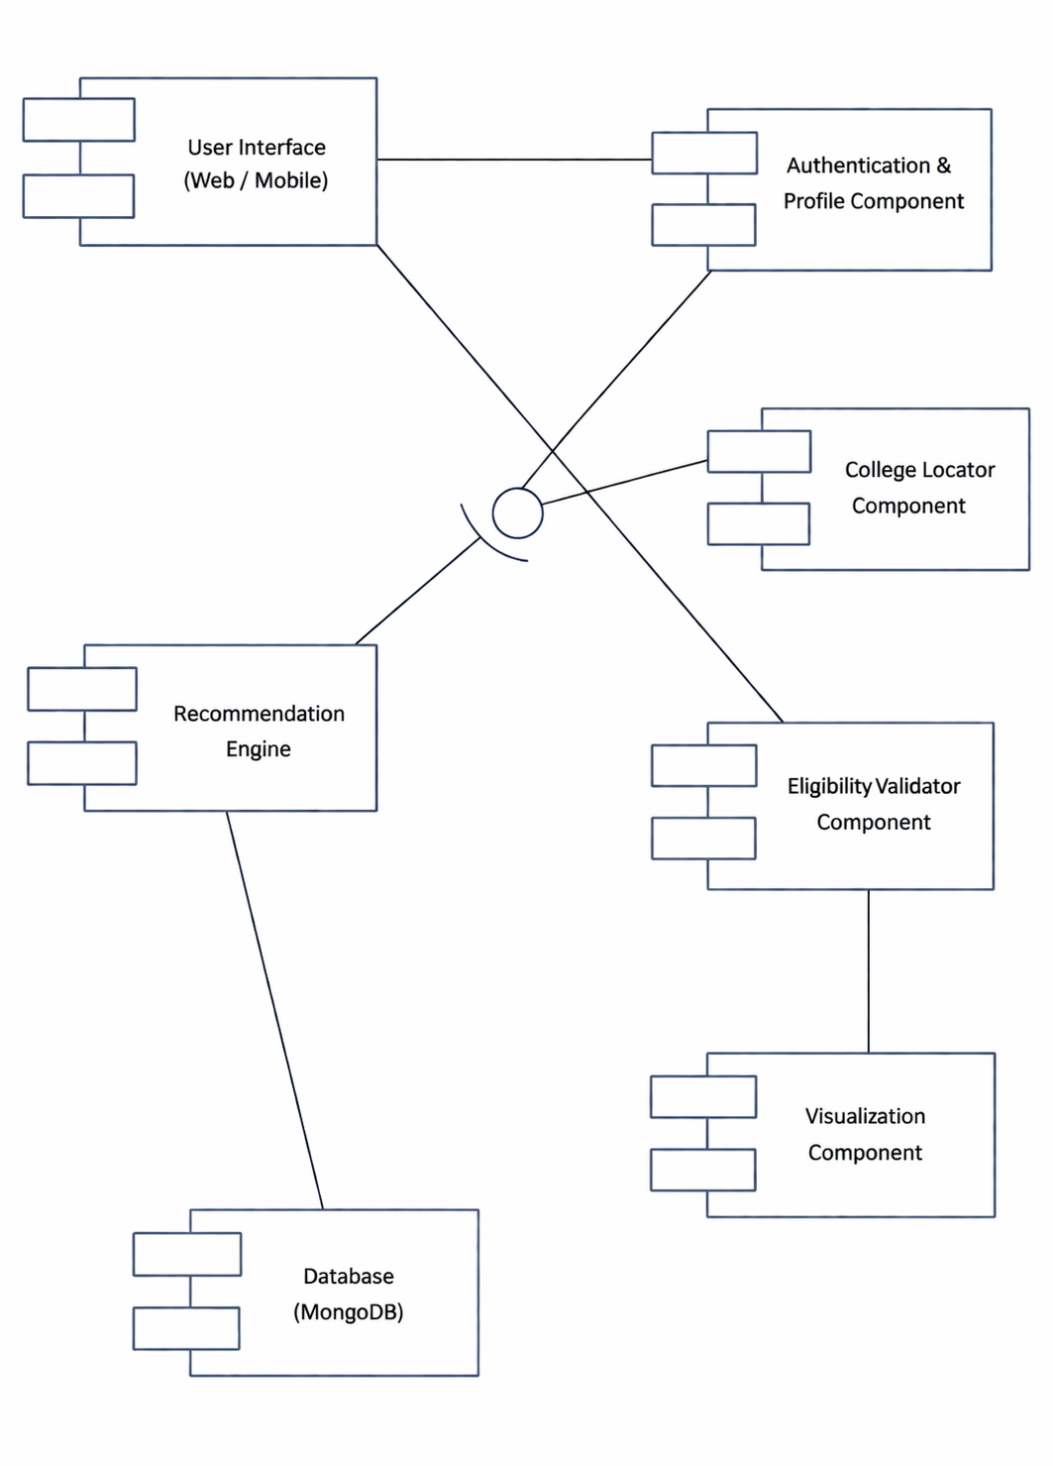 User Interface
(Web / Mobile)
Authentication &
Profile Component
College Locator
Component
Recommendation
Engine
Eligibility Validator
Component
Visualization
Component
Database
(MongoDB)